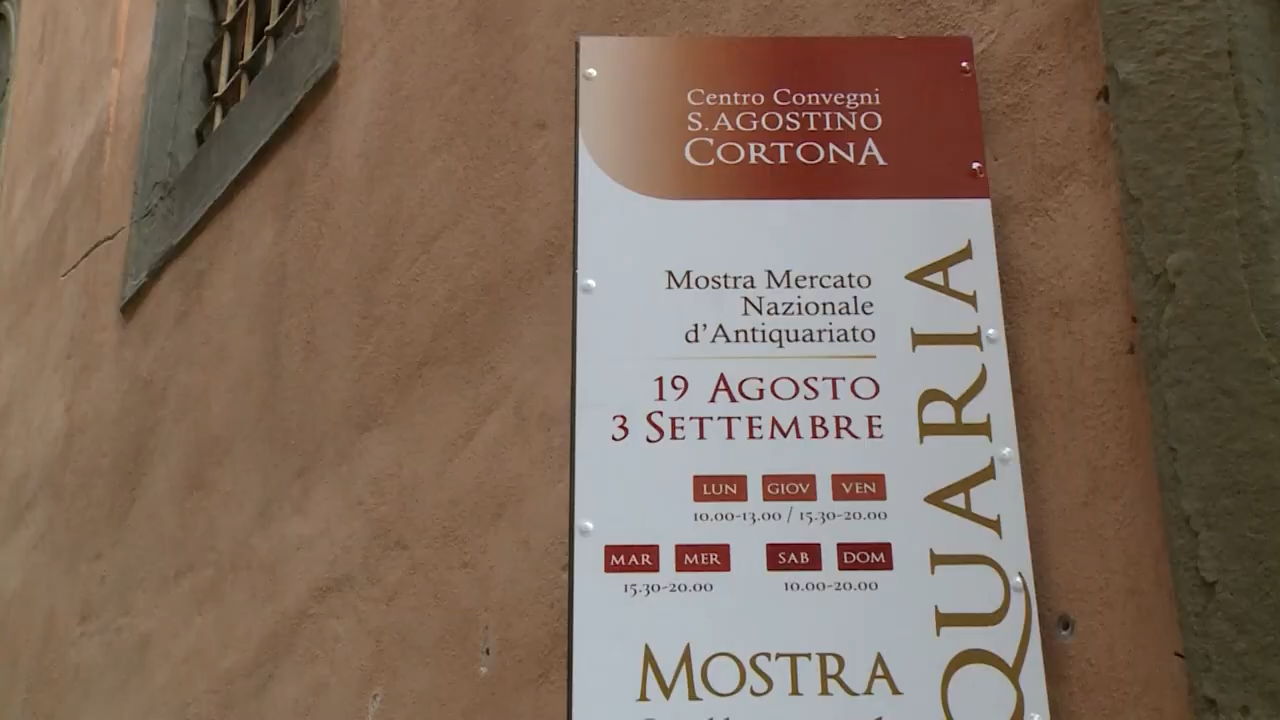 Centro Convegni
S.AGOSTINO
CORTONA
Mostra Mercato
Nazionale
d'Antiquariato
19 AGOSTO
3 SETTEMBRE
LUN GIOV VEN
10.00-13.00 / 15.30-20.00
MAR MER SAB DOM
15.30-20.00 10.00-20.00
MOSTRA
QUARIA